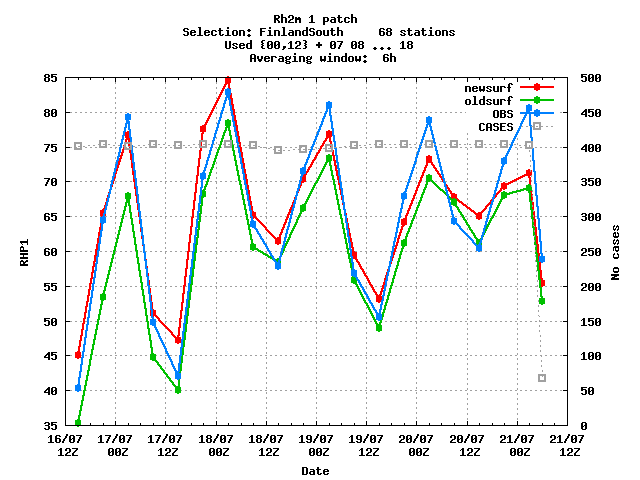 Rh2m 1 patch
Selection: FinlandSouth     68 stations
Used {00,12} + 07 08 ... 18
Averaging window:  6h
newsurf
oldsurf
OBS
CASES
85
80
75
70
65
60
55
50
45
40
35
500
450
400
350
300
250
200
150
100
50
0
RHP1
No cases
16/07 17/07 17/07 18/07 18/07 19/07 19/07 20/07 20/07 21/07 21/07
12Z 00Z 12Z 00Z 12Z 00Z 12Z 00Z 12Z 00Z 12Z
Date